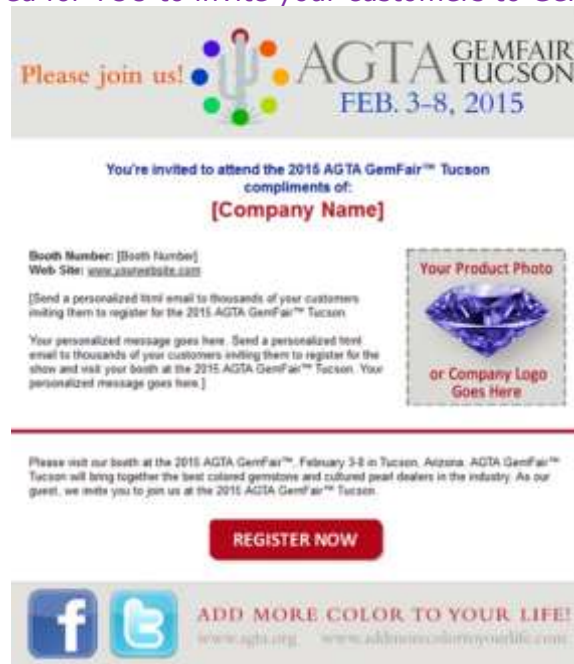 for YOU to invite your customers to
Please join us!
AGTA GEMFAIR
TUCSON
FEB. 3-8, 2015
You're invited to attend the 2015 AGTA GemFair™ Tucson
compliments of:
[Company Name]
Booth Number: [Booth Number]
Web Site: www.yourwebsite.com
[Send a personalized html email to thousands of your customers
inviting them to register for the 2015 AGTA GemFair™ Tucson.
Your personalized message goes here. Send a personalized html
email to thousands of your customers inviting them to register for the
show and visit your booth at the 2015 AGTA GemFair™ Tucson. Your
personalized message goes here.]
Your Product Photo
or Company Logo
Goes Here
Please visit our booth at the 2015 AGTA GemFair™, February 3-8 in Tucson, Arizona. AGTA GemFair™
Tucson will bring together the best colored gemstones and cultured pearl dealers in the industry. As our
guest, we invite you to join us at the 2015 AGTA GemFair™ Tucson.
REGISTER NOW
ADD MORE COLOR TO YOUR LIFE!
www.agta.org www.addmorecolortoyourlife.com